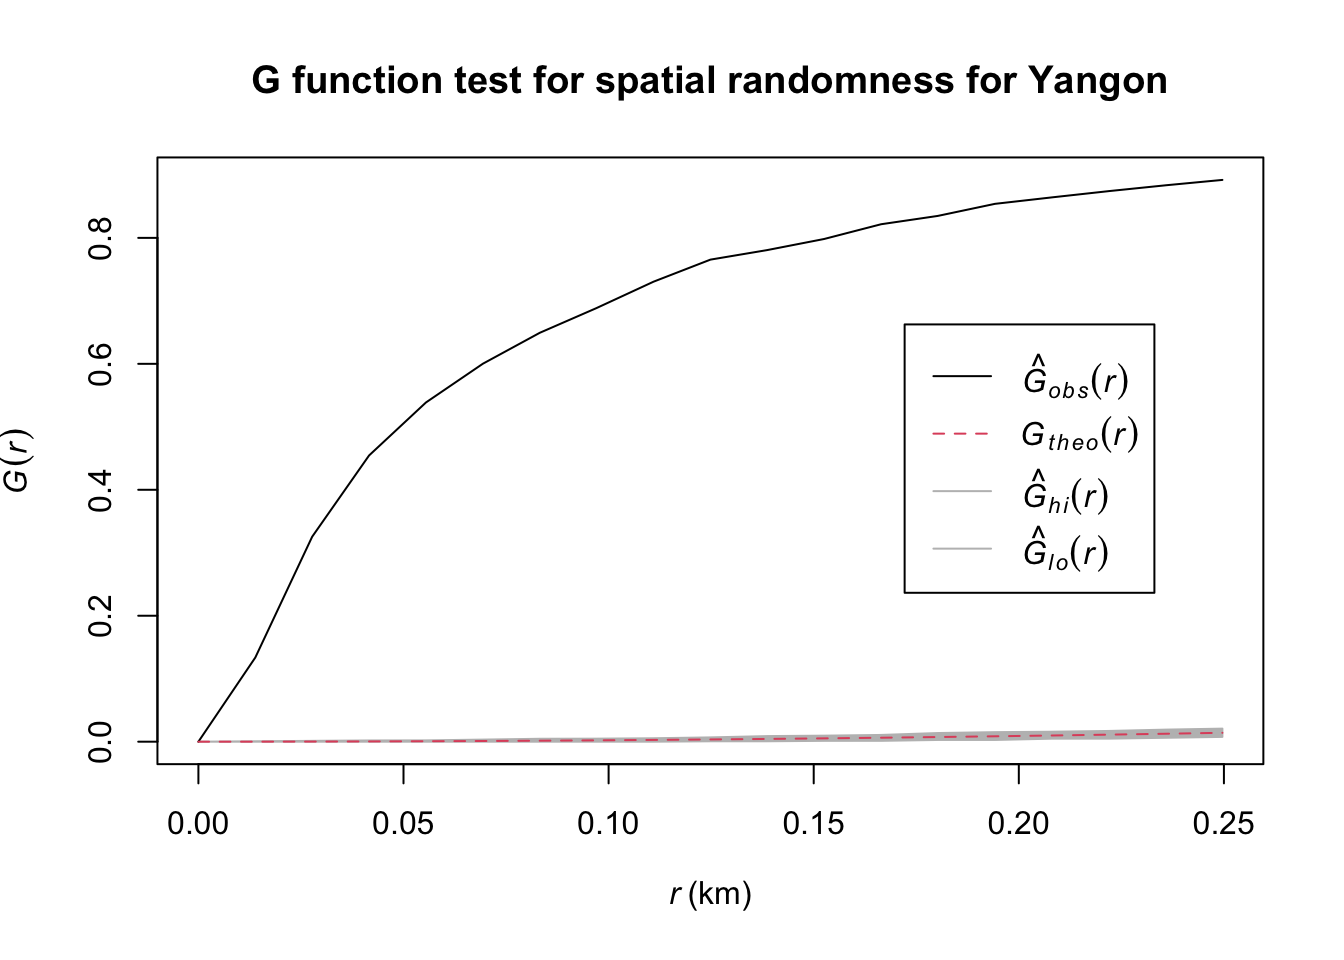 G function test for spatial randomness for Yangon
G(r)
0.8
0.6
0.4
0.2
0.0
Ĝobs(r)
Gtheo(r)
Ĝhi(r)
Ĝlo(r)
0.00 0.05 0.10 0.15 0.20 0.25
r (km)